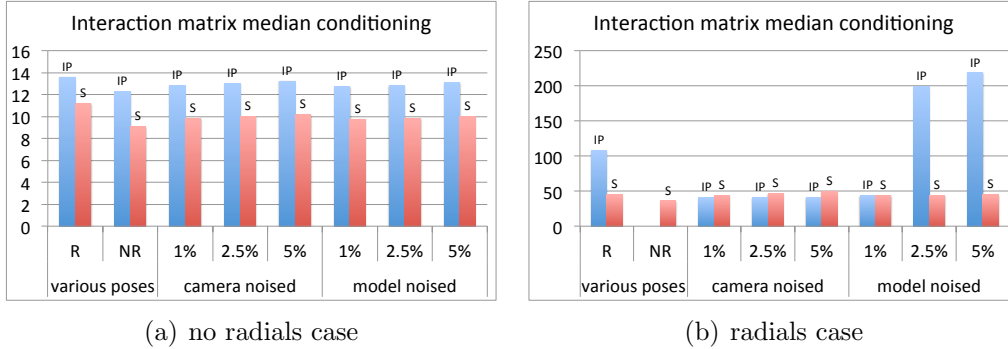 Interaction matrix median conditioning
16
14
12
10
8
6
4
2
0
IP S IP S IP S IP S IP S IP S IP S IP S
R NR 1% 2.5% 5% 1% 2.5% 5%
various poses camera noised model noised
(a) no radials case
Interaction matrix median conditioning
250
200
150
100
50
0
IP S S IP S IP S IP S IP S IP S IP S
R NR 1% 2.5% 5% 1% 2.5% 5%
various poses camera noised model noised
(b) radials case